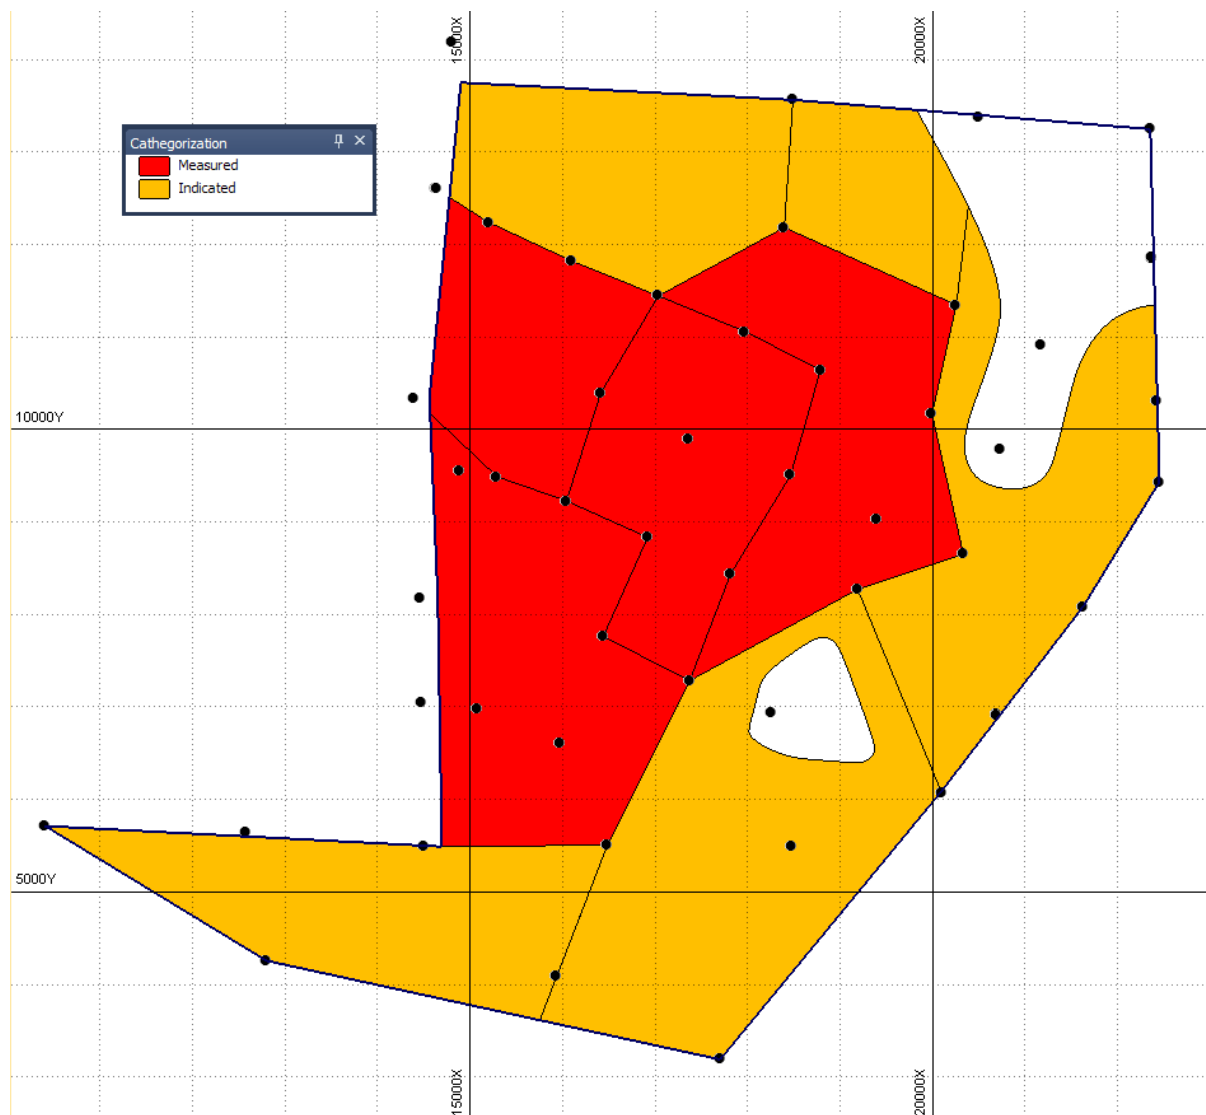 15000X
20000X
Cathegorization
Measured
Indicated
10000Y
5000Y
15000X
20000X